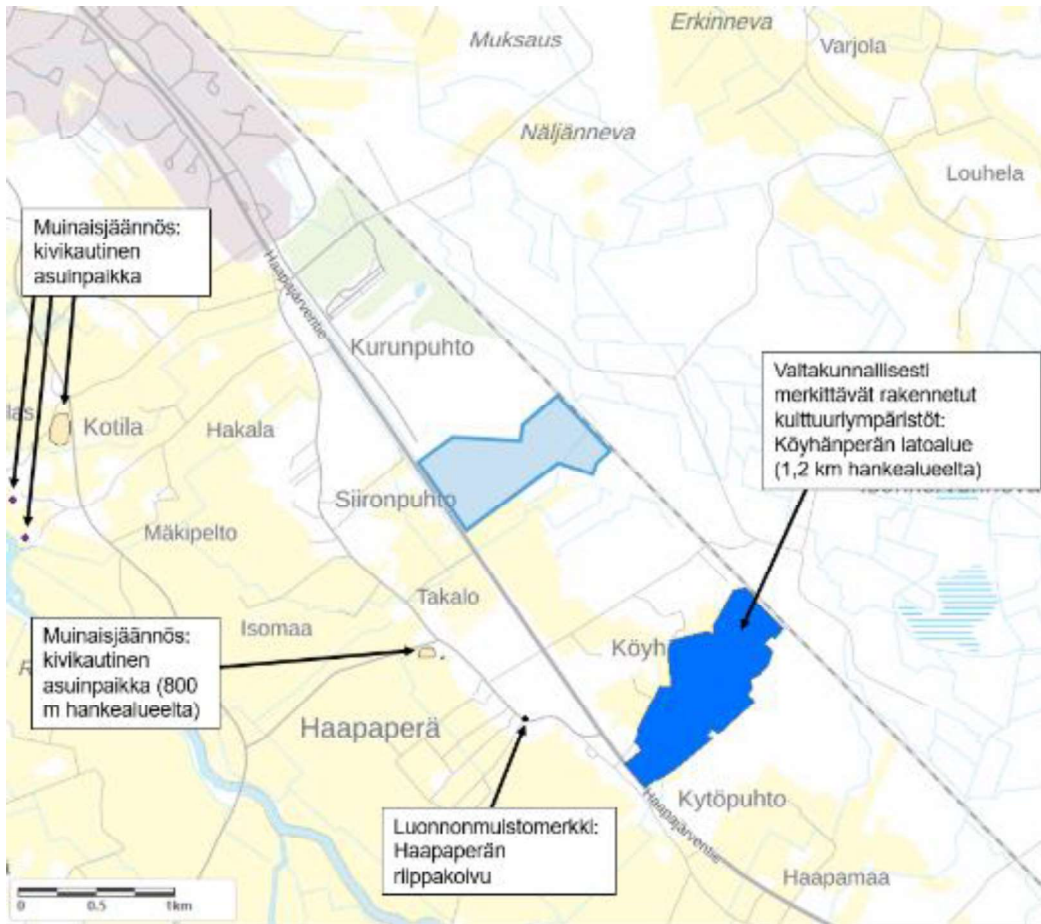 Muksaus
Erkinneva
Varjola
Näljänneva
Louhela
Muinaisjäännös:
kivikautinen
asuinpaikka
Haapajärventie
Kurunpuhto
Valtakunnallisesti
merkittävät rakennetut
kulttuuriympäristöt:
Köyhänperän latoalue
(1,2 km hankealueelta)
las
Kotila
Hakala
Siironpuhto
Mäkipelto
Takalo
Isomaa
Muinaisjäännös:
kivikautinen
asuinpaikka (800
m hankealueelta)
R
Köyh
Haapaperä
Luonnonmuistomerkki:
Haapaperän
riippakoivu
Kytöpuhto
Haapajärventie
Haapamaa
0 0.5 1km